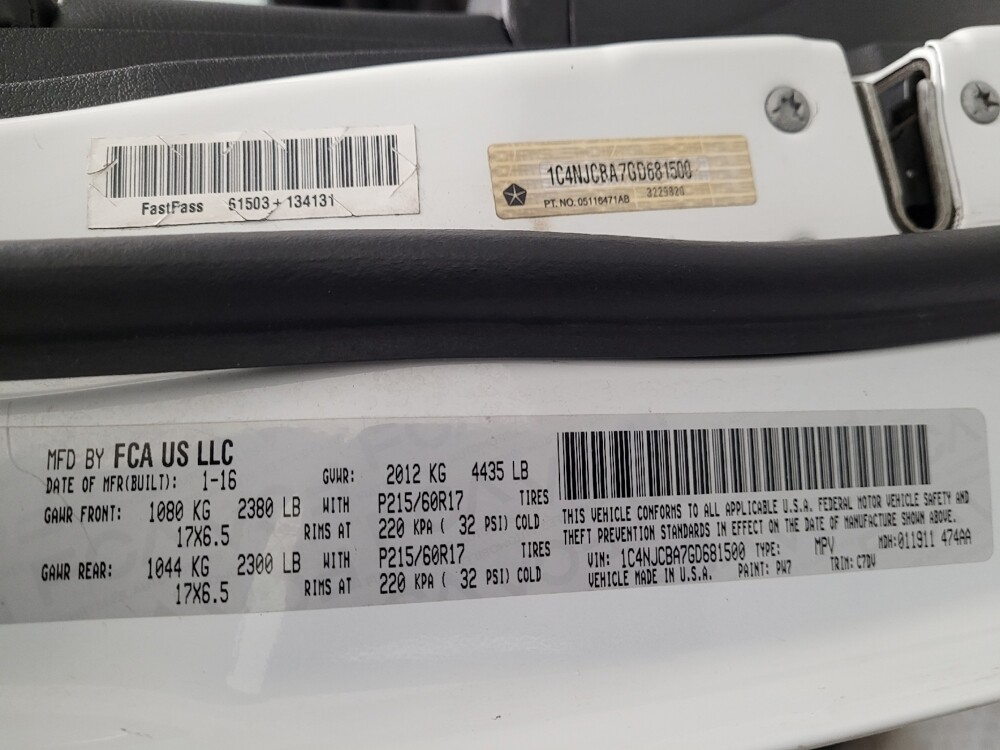 FastPass 61503+134131
1C4NJCBA7GD681500
3229820
PT. NO. 05116471AB
MFD BY FCA US LLC
DATE OF MFR(BUILT): 1-16 GVWR: 2012 KG 4435 LB
GAWR FRONT: 1080 KG 2380 LB WITH P215/60R17 TIRES
17X6.5 RIMS AT 220 KPA ( 32 PSI) COLD
GAWR REAR: 1044 KG 2300 LB WITH P215/60R17 TIRES
17X6.5 RIMS AT 220 KPA ( 32 PSI) COLD
THIS VEHICLE CONFORMS TO ALL APPLICABLE U.S.A. FEDERAL MOTOR VEHICLE SAFETY AND
THEFT PREVENTION STANDARDS IN EFFECT ON THE DATE OF MANUFACTURE SHOWN ABOVE.
VIN: 1C4NJCBA7GD681500 TYPE: MPV MDH:011911 474AA
VEHICLE MADE IN U.S.A. PAINT: PW7 TRIM: C7DV